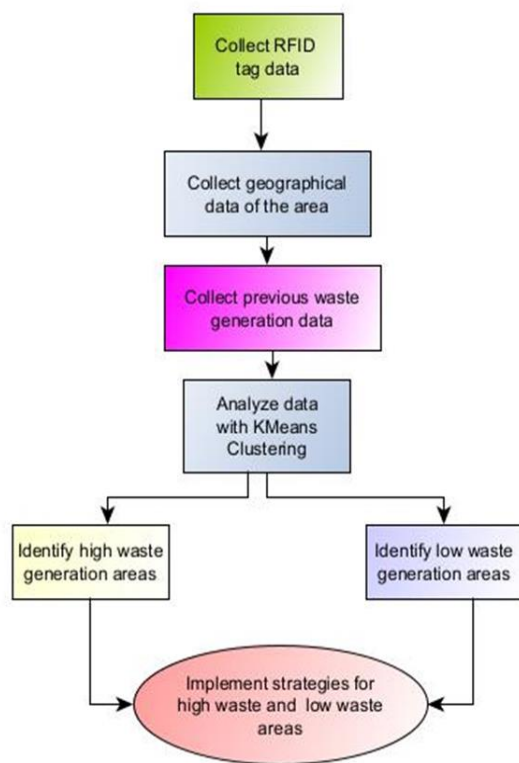 Collect RFID
tag data
Collect geographical
data of the area
Collect previous waste
generation data
Analyze data
with KMeans
Clustering
Identify high waste
generation areas
Identify low waste
generation areas
Implement strategies for
high waste and low waste
areas